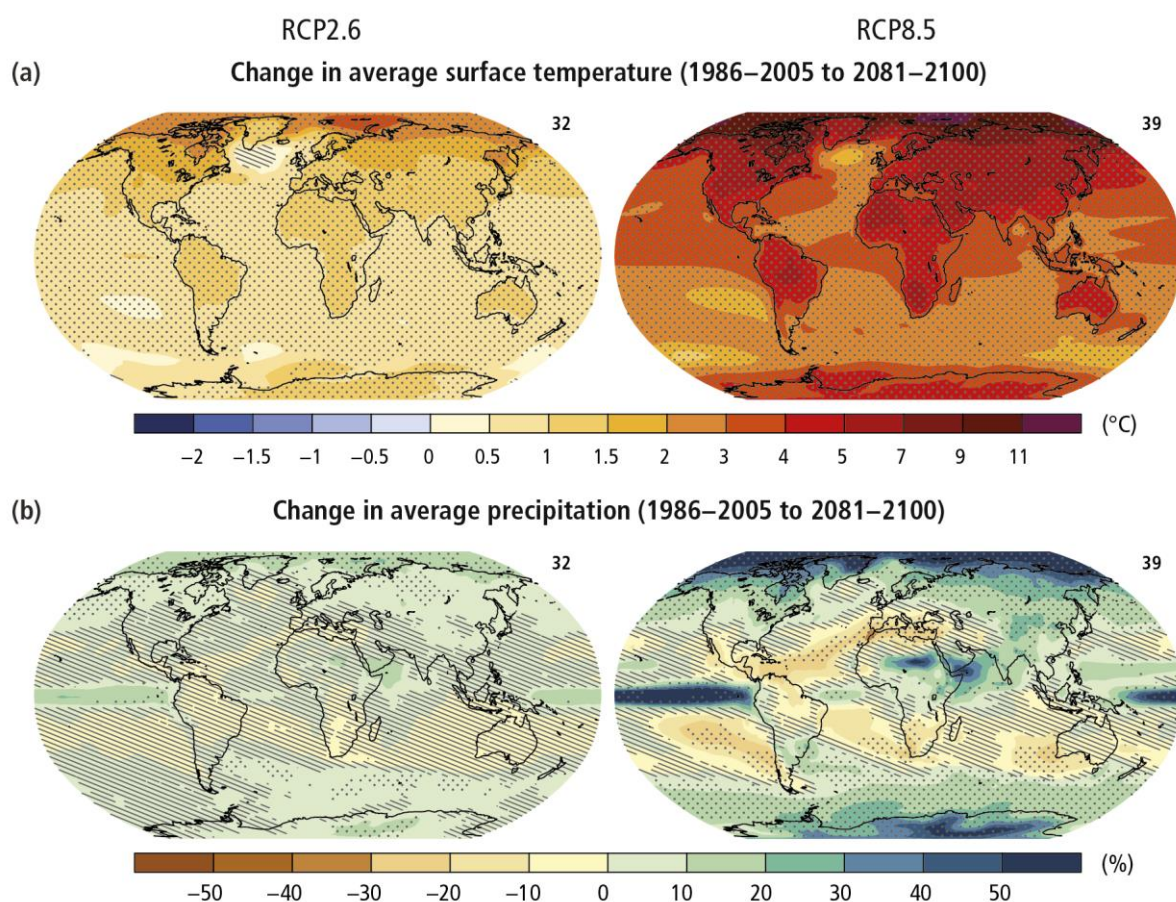 RCP2.6 RCP8.5
(a) Change in average surface temperature (1986–2005 to 2081–2100)
32 39
(°C)
−2 −1.5 −1 −0.5 0 0.5 1 1.5 2 3 4 5 7 9 11
(b) Change in average precipitation (1986–2005 to 2081–2100)
32 39
(%)
−50 −40 −30 −20 −10 0 10 20 30 40 50